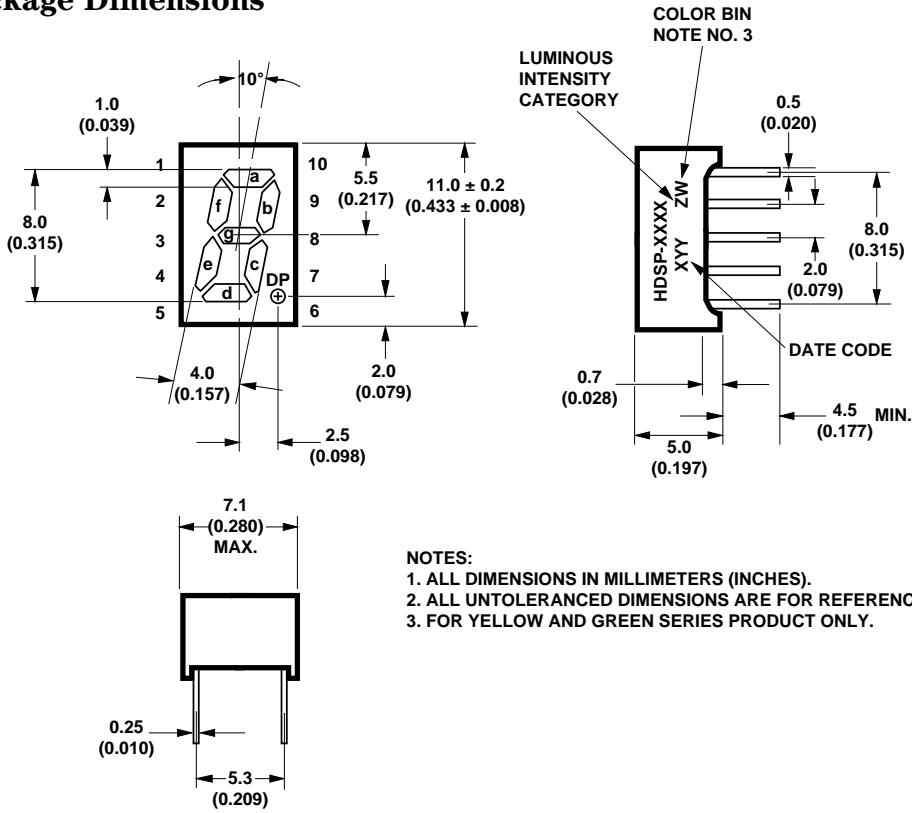 ckage Dimensions
COLOR BIN
NOTE NO. 3
LUMINOUS
INTENSITY
CATEGORY
10°
1.0
(0.039)
0.5
(0.020)
1
2
3
4
5
10
9
8
7
6
a
f
b
g
e
c
d
DP
8.0
(0.315)
5.5
(0.217)
11.0 ± 0.2
(0.433 ± 0.008)
HDSP-XXXX
ZW
XYY
8.0
(0.315)
2.0
(0.079)
DATE CODE
4.0
(0.157)
2.0
(0.079)
2.5
(0.098)
0.7
(0.028)
4.5 MIN.
(0.177)
5.0
(0.197)
7.1
(0.280)
MAX.
NOTES:
1. ALL DIMENSIONS IN MILLIMETERS (INCHES).
2. ALL UNTOLERANCED DIMENSIONS ARE FOR REFERENC
3. FOR YELLOW AND GREEN SERIES PRODUCT ONLY.
0.25
(0.010)
5.3
(0.209)